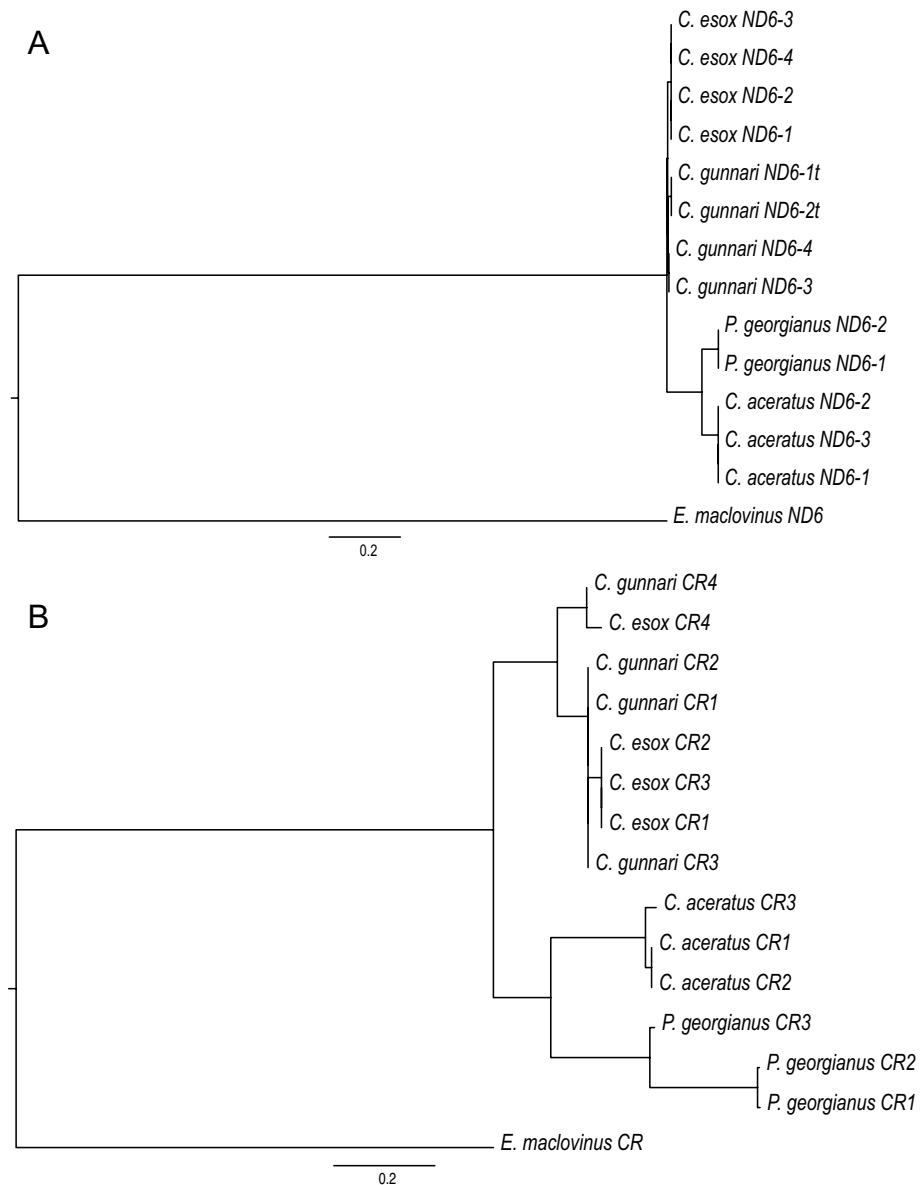 A
C. esox ND6-3
C. esox ND6-4
C. esox ND6-2
C. esox ND6-1
C. gunnari ND6-1t
C. gunnari ND6-2t
C. gunnari ND6-4
C. gunnari ND6-3
P. georgianus ND6-2
P. georgianus ND6-1
C. aceratus ND6-2
C. aceratus ND6-3
C. aceratus ND6-1
E. maclovinus ND6
0.2
B
C. gunnari CR4
C. esox CR4
C. gunnari CR2
C. gunnari CR1
C. esox CR2
C. esox CR3
C. esox CR1
C. gunnari CR3
C. aceratus CR3
C. aceratus CR1
C. aceratus CR2
P. georgianus CR3
P. georgianus CR2
P. georgianus CR1
E. maclovinus CR
0.2